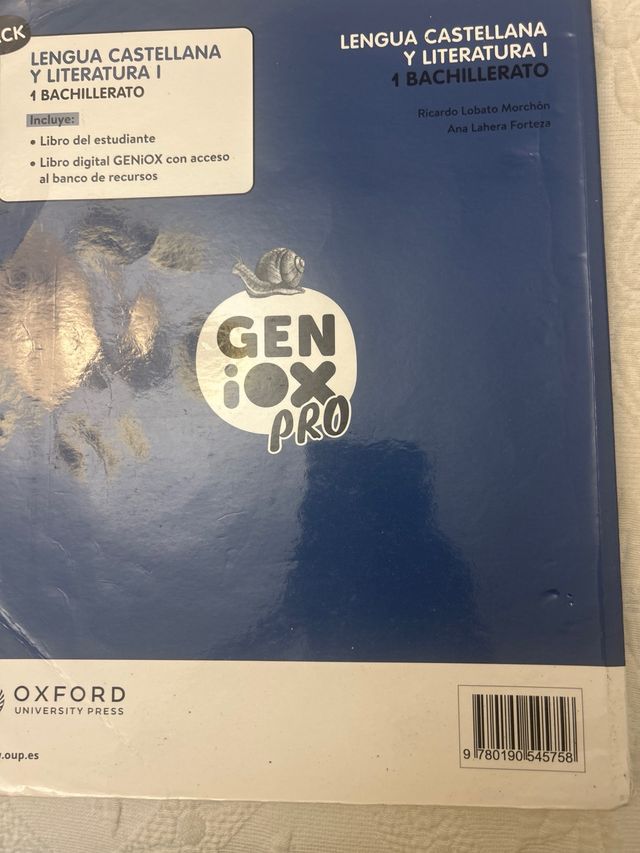 CK
LENGUA CASTELLANA
Y LITERATURA I
1 BACHILLERATO
Incluye:
• Libro del estudiante
• Libro digital GENiOX con acceso
al banco de recursos
LENGUA CASTELLANA
Y LITERATURA I
1 BACHILLERATO
Ricardo Lobato Morchón
Ana Lahera Forteza
GEN
iOX
PRO
OXFORD
UNIVERSITY PRESS
.oup.es
9 780190 545758